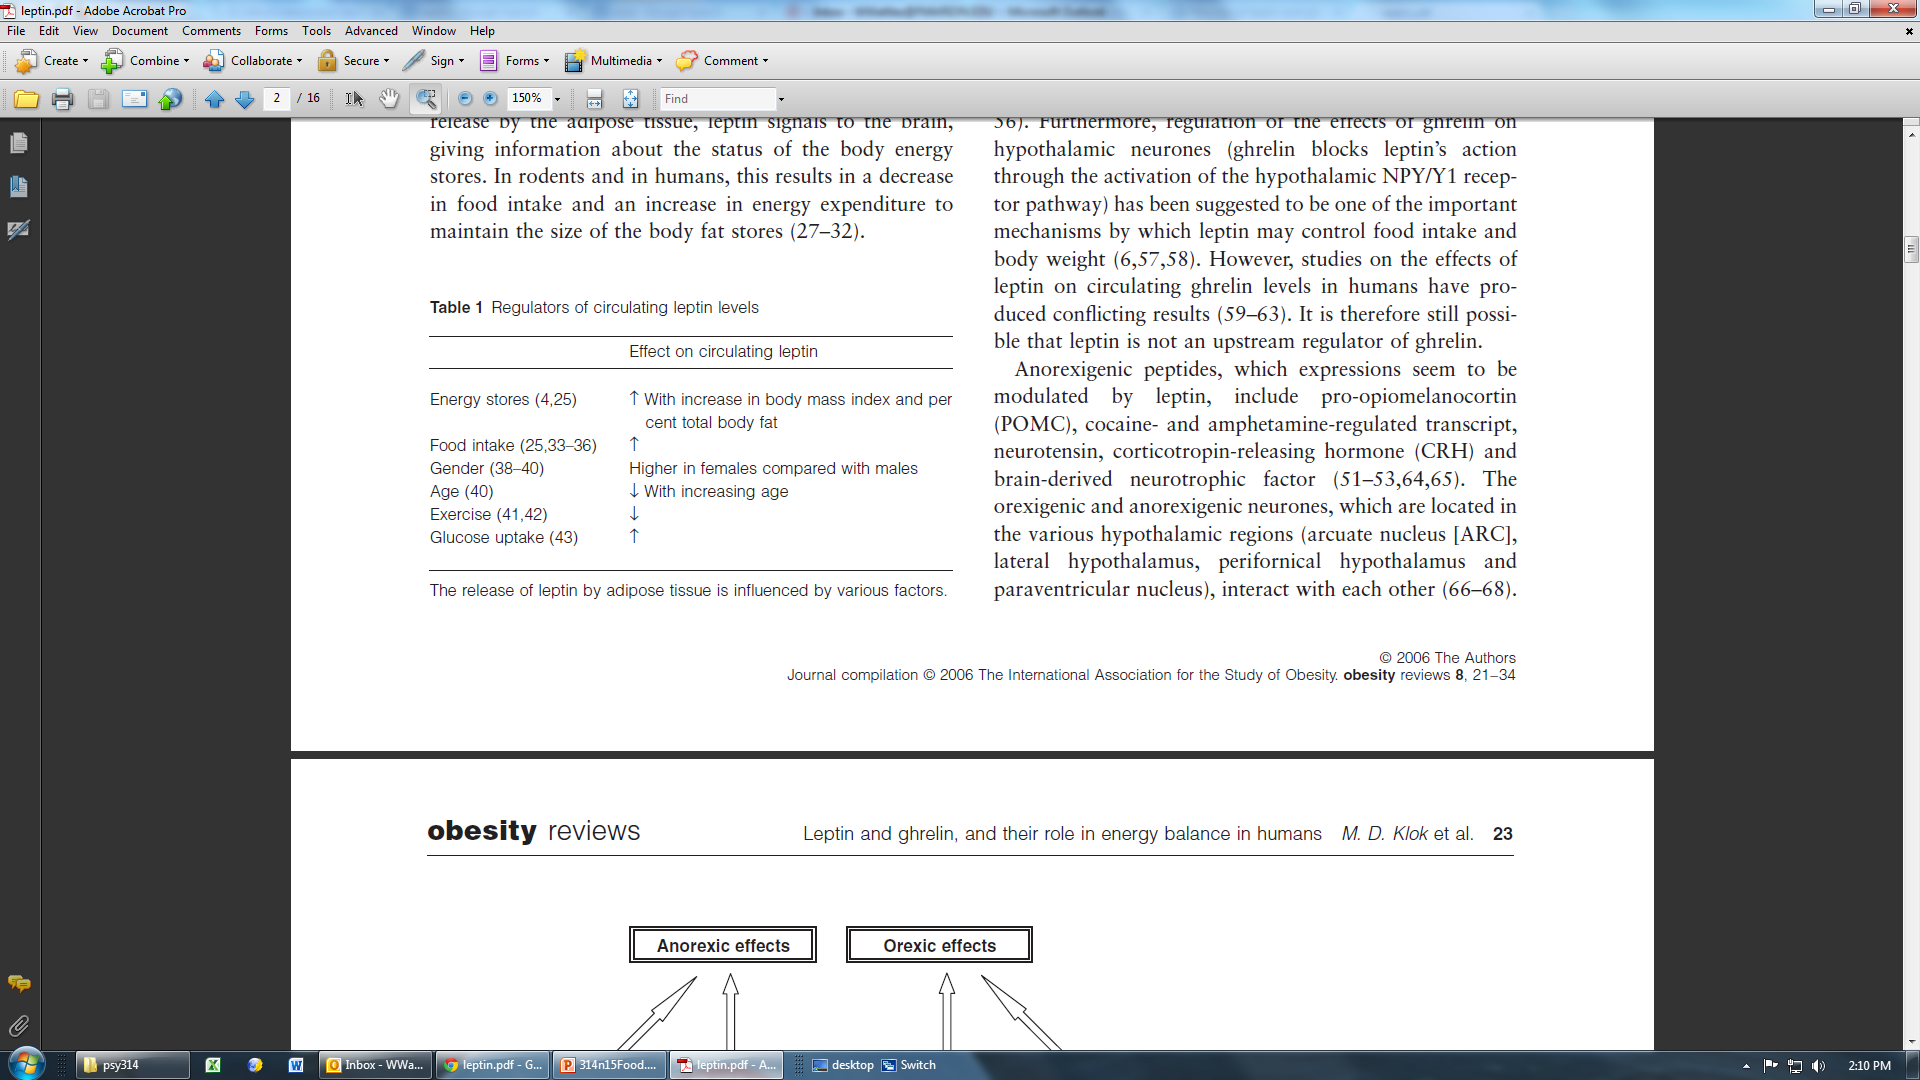 leptin.pdf - Adobe Acrobat Pro
File Edit View Document Comments Forms Tools Advanced Window Help
Create Combine Collaborate Secure Sign Forms Multimedia Comment
2 / 16 150% Find
release by the adipose tissue, leptin signals to the brain,
giving information about the status of the body energy
stores. In rodents and in humans, this results in a decrease
in food intake and an increase in energy expenditure to
maintain the size of the body fat stores (27–32).
Table 1 Regulators of circulating leptin levels
Effect on circulating leptin
Energy stores (4,25) ↑ With increase in body mass index and per
cent total body fat
Food intake (25,33–36) ↑
Gender (38–40) Higher in females compared with males
Age (40) ↓ With increasing age
Exercise (41,42) ↓
Glucose uptake (43) ↑
The release of leptin by adipose tissue is influenced by various factors.
56). Furthermore, regulation of the effects of ghrelin on
hypothalamic neurones (ghrelin blocks leptin's action
through the activation of the hypothalamic NPY/Y1 recep-
tor pathway) has been suggested to be one of the important
mechanisms by which leptin may control food intake and
body weight (6,57,58). However, studies on the effects of
leptin on circulating ghrelin levels in humans have pro-
duced conflicting results (59–63). It is therefore still possi-
ble that leptin is not an upstream regulator of ghrelin.
Anorexigenic peptides, which expressions seem to be
modulated by leptin, include pro-opiomelanocortin
(POMC), cocaine- and amphetamine-regulated transcript,
neurotensin, corticotropin-releasing hormone (CRH) and
brain-derived neurotrophic factor (51–53,64,65). The
orexigenic and anorexigenic neurones, which are located in
the various hypothalamic regions (arcuate nucleus [ARC],
lateral hypothalamus, perifornical hypothalamus and
paraventricular nucleus), interact with each other (66–68).
© 2006 The Authors
Journal compilation © 2006 The International Association for the Study of Obesity. obesity reviews 8, 21–34
obesity reviews Leptin and ghrelin, and their role in energy balance in humans M. D. Klok et al. 23
Anorexic effects Orexic effects
psy314 Inbox - WWa... leptin.pdf - G... 314n15Food.... leptin.pdf - A... desktop Switch 2:10 PM